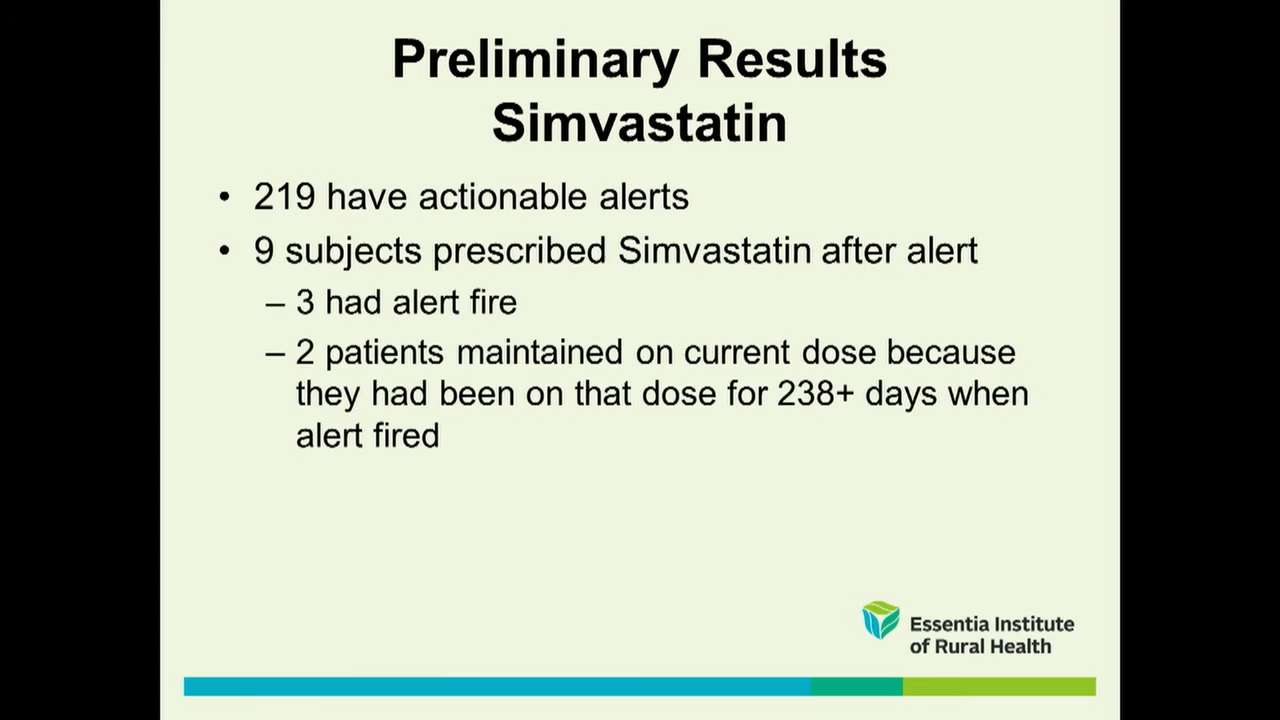 Preliminary Results
Simvastatin
• 219 have actionable alerts
• 9 subjects prescribed Simvastatin after alert
– 3 had alert fire
– 2 patients maintained on current dose because
they had been on that dose for 238+ days when
alert fired
Essentia Institute
of Rural Health